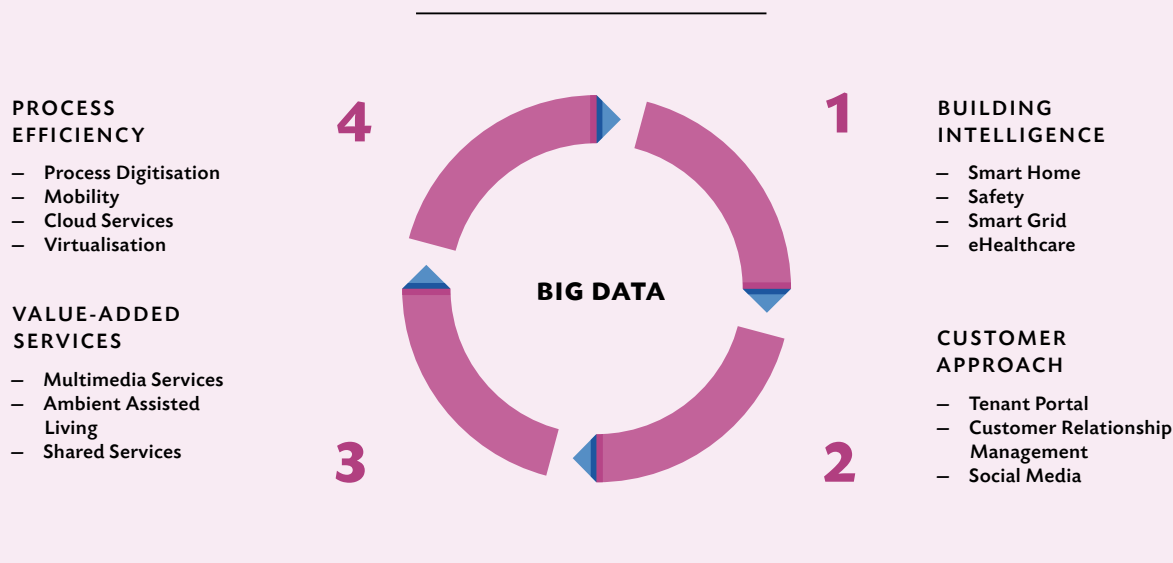 4
PROCESS
EFFICIENCY
– Process Digitisation
– Mobility
– Cloud Services
– Virtualisation
1
BUILDING
INTELLIGENCE
– Smart Home
– Safety
– Smart Grid
– eHealthcare
BIG DATA
VALUE-ADDED
SERVICES
– Multimedia Services
– Ambient Assisted
Living
– Shared Services
3
2
CUSTOMER
APPROACH
– Tenant Portal
– Customer Relationship
Management
– Social Media